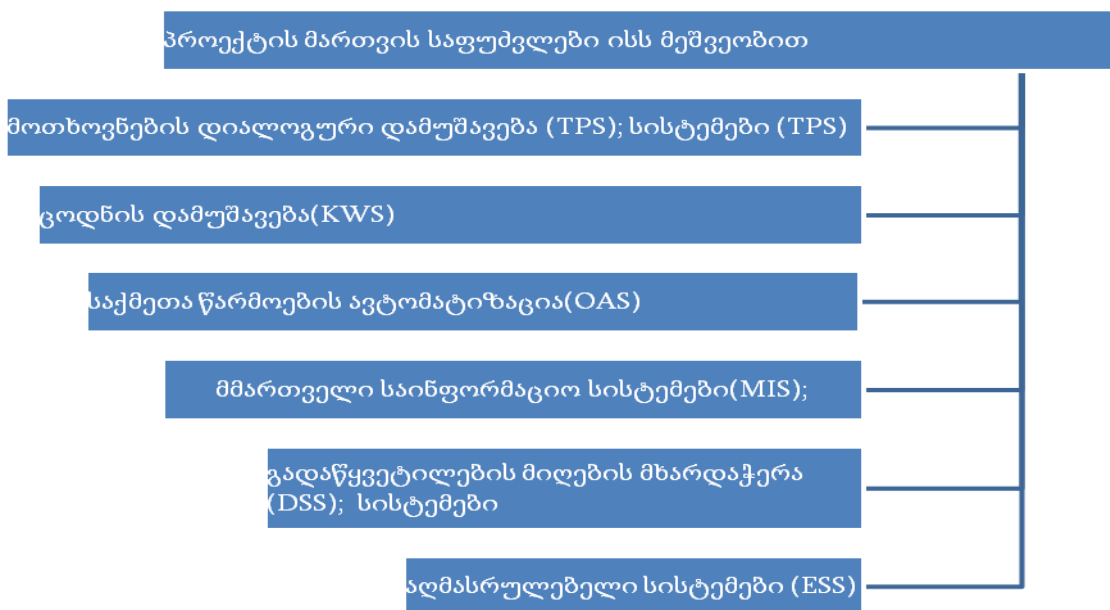 პროექტის მართვის საფუძვლები ისს მეშვეობით
მოთხოვნების დიალოგური დამუშავება (TPS); სისტემები (TPS)
ცოდნის დამუშავება(KWS)
საქმეთა წარმოების ავტომატიზაცია(OAS)
მმართველი საინფორმაციო სისტემები(MIS);
გადაწყვეტილების მიღების მხარდაჭერა
(DSS); სისტემები
აღმასრულებელი სისტემები (ESS)